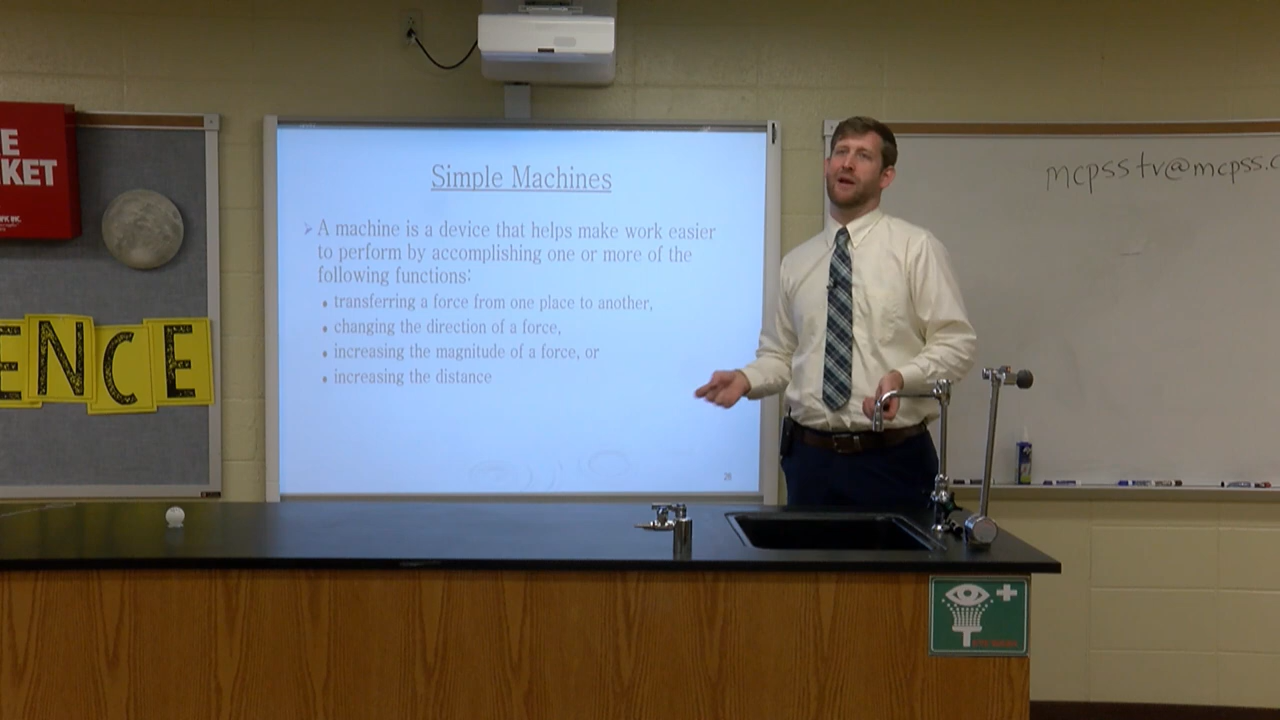 E
KET
ENCE
Simple Machines
➢ A machine is a device that helps make work easier
to perform by accomplishing one or more of the
following functions:
• transferring a force from one place to another,
• changing the direction of a force,
• increasing the magnitude of a force, or
• increasing the distance
28
mcpsstv@mcpss.c